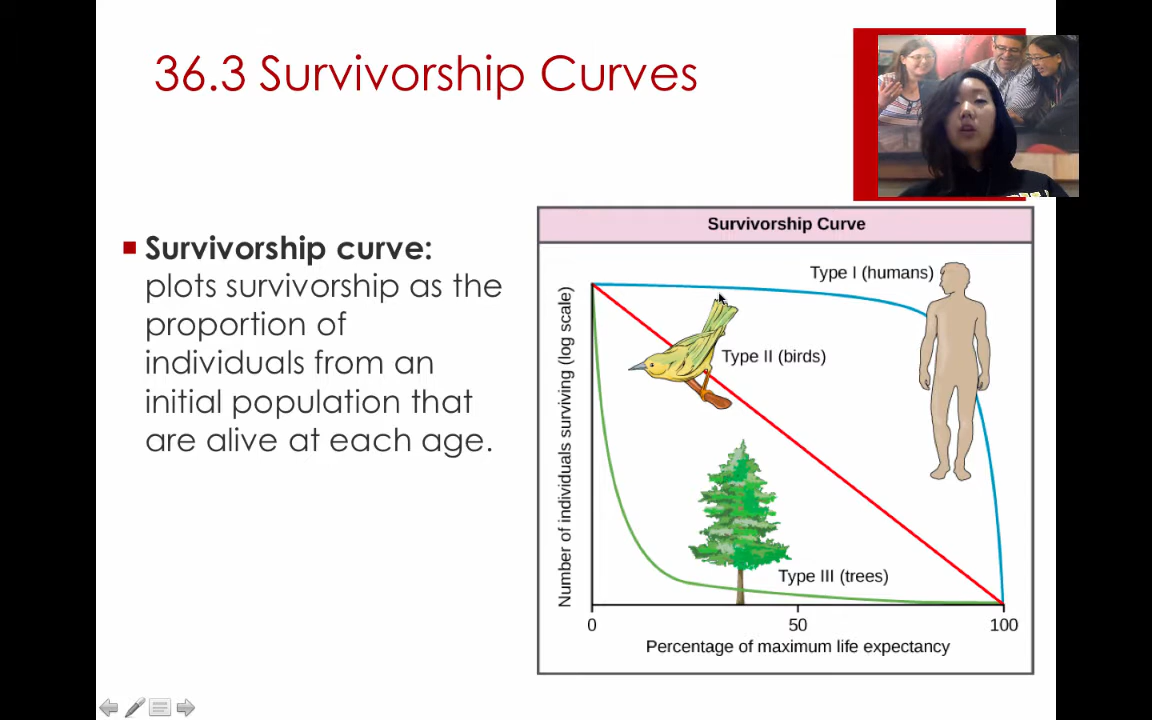 36.3 Survivorship Curves
Survivorship curve:
plots survivorship as the
proportion of
individuals from an
initial population that
are alive at each age.
Survivorship Curve
Number of individuals surviving (log scale)
Type I (humans)
Type II (birds)
Type III (trees)
0
50
100
Percentage of maximum life expectancy